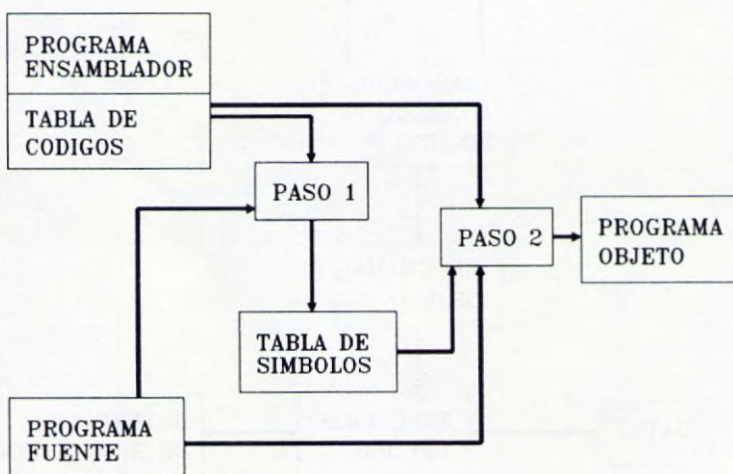 PROGRAMA
ENSAMBLADOR
TABLA DE
CODIGOS
PASO 1
PASO 2
PROGRAMA
OBJETO
TABLA DE
SIMBOLOS
PROGRAMA
FUENTE